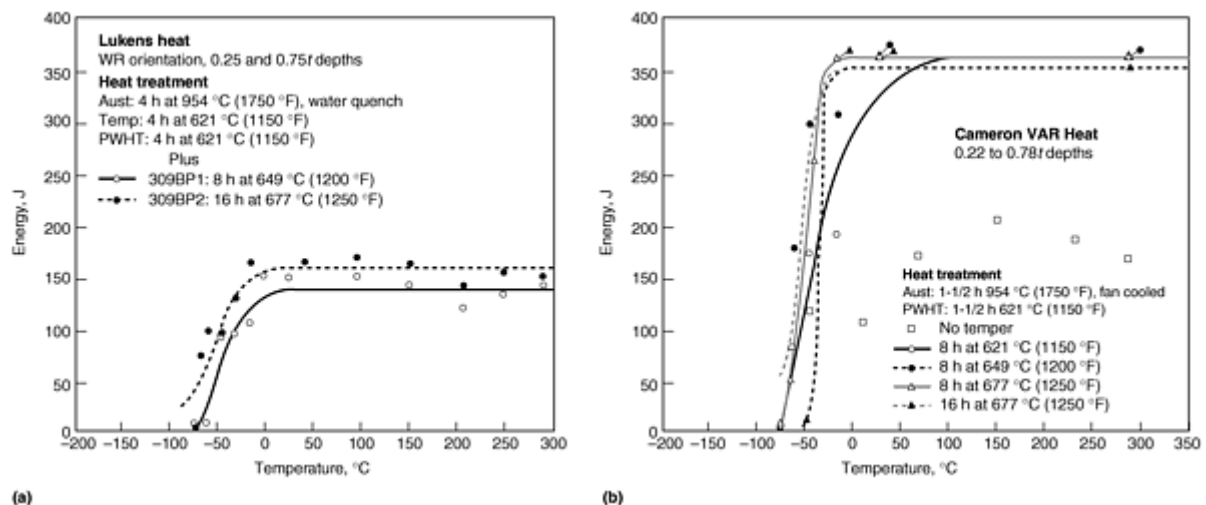 400
350
300
250
200
150
100
50
0
Energy, J
Lukens heat
WR orientation, 0.25 and 0.75t depths
Heat treatment
Aust: 4 h at 954 °C (1750 °F), water quench
Temp: 4 h at 621 °C (1150 °F)
PWHT: 4 h at 621 °C (1150 °F)
Plus
309BP1: 8 h at 649 °C (1200 °F)
309BP2: 16 h at 677 °C (1250 °F)
−200 −150 −100 −50 0 50 100 150 200 250 300
Temperature, °C
(a)
400
350
300
250
200
150
100
50
0
Energy, J
Cameron VAR Heat
0.22 to 0.78t depths
Heat treatment
Aust: 1-1/2 h 954 °C (1750 °F), fan cooled
PWHT: 1-1/2 h 621 °C (1150 °F)
No temper
8 h at 621 °C (1150 °F)
8 h at 649 °C (1200 °F)
8 h at 677 °C (1250 °F)
16 h at 677 °C (1250 °F)
−200 −150 −100 −50 0 50 100 150 200 250 300 350
Temperature, °C
(b)